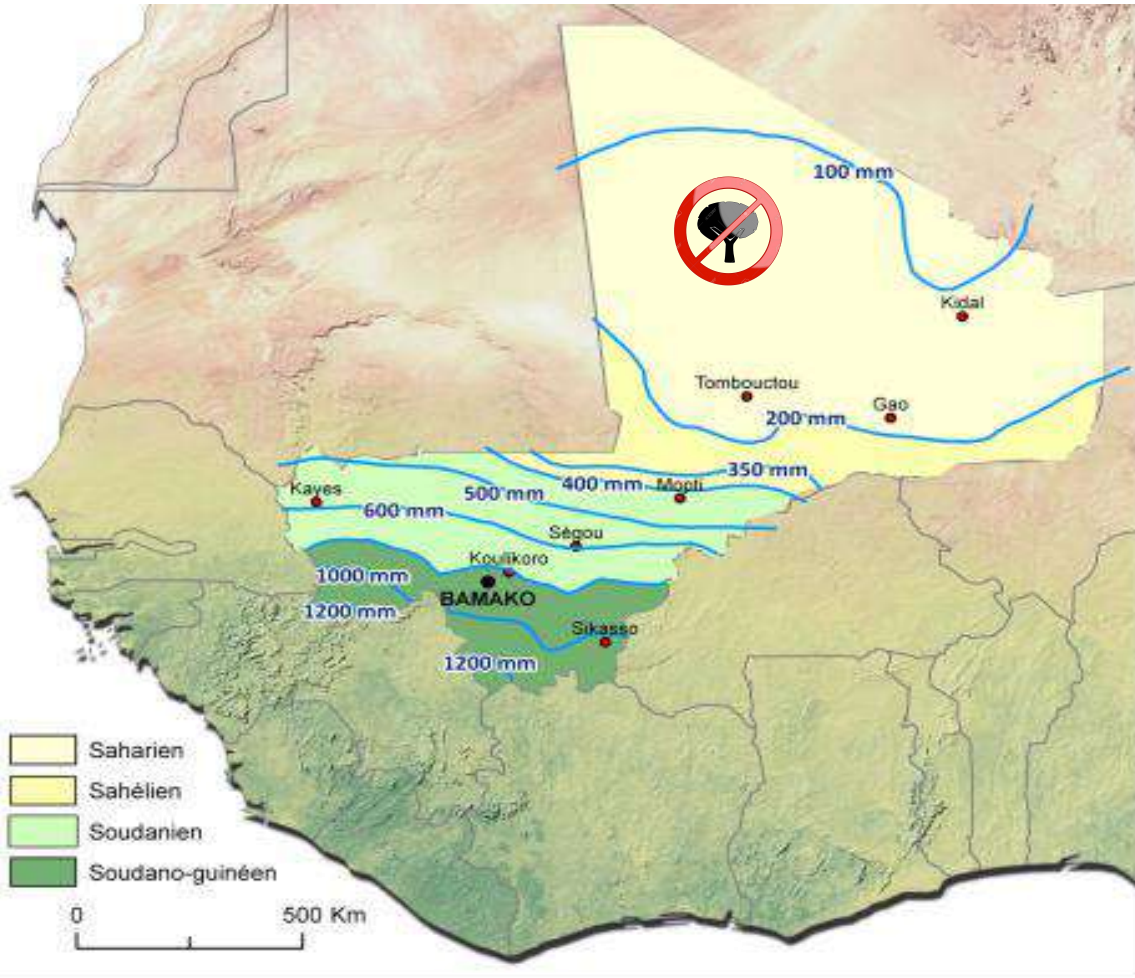 100 mm
Kidal
Tombouctou
Gao
200 mm
350 mm
Kayes
500 mm
400 mm
Mopti
600 mm
Ségou
Koulikoro
1000 mm
BAMAKO
1200 mm
Sikasso
1200 mm
Saharien
Sahélien
Soudanien
Soudano-guinéen
0
500 Km